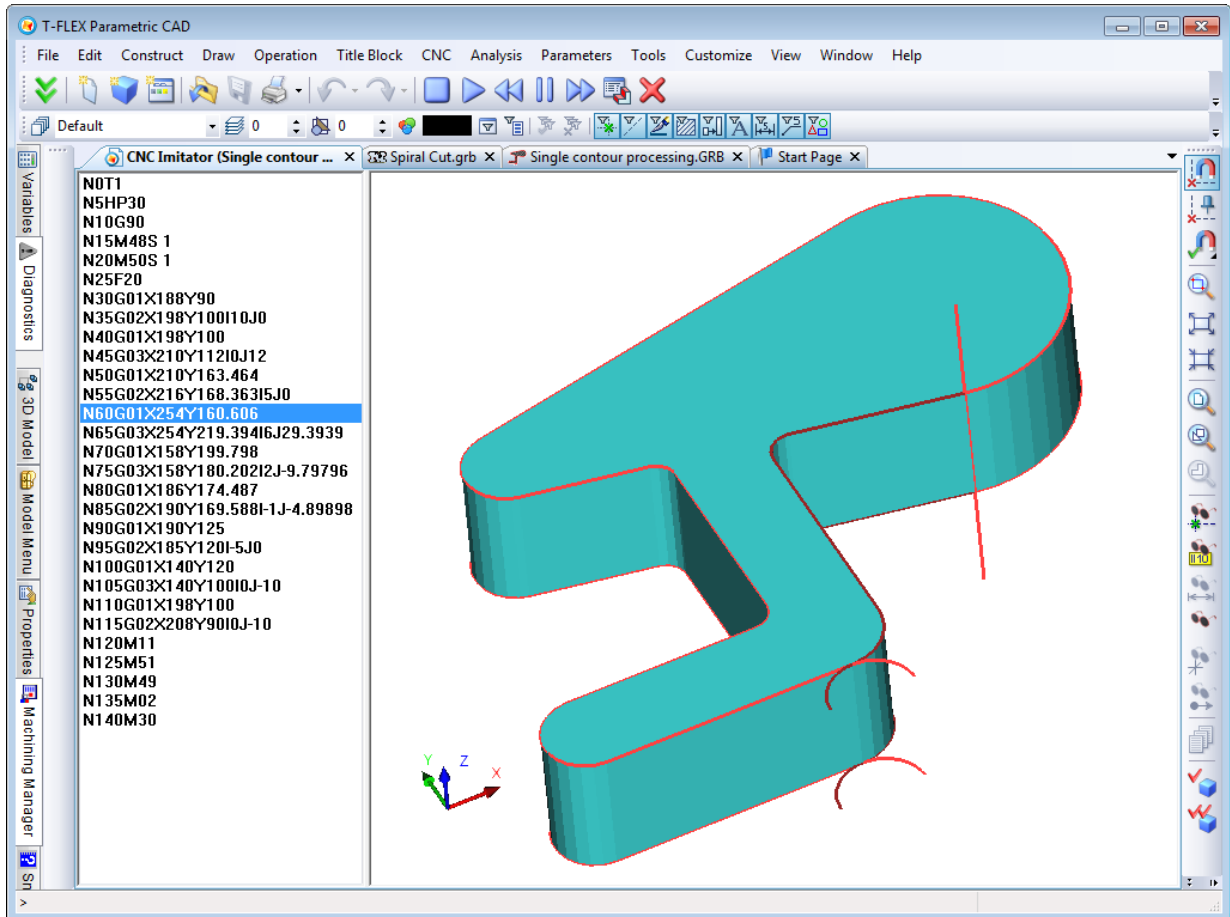 T-FLEX Parametric CAD
File Edit Construct Draw Operation Title Block CNC Analysis Parameters Tools Customize View Window Help
Default 0 0
CNC Imitator (Single contour ... Spiral Cut.grb Single contour processing.GRB Start Page
Variables
Diagnostics
3D Model
Model Menu
Properties
Machining Manager
Sn
N0T1
N5HP30
N10G90
N15M48S 1
N20M50S 1
N25F20
N30G01X188Y90
N35G02X198Y100I10J0
N40G01X198Y100
N45G03X210Y112I0J12
N50G01X210Y163.464
N55G02X216Y168.363I5J0
N60G01X254Y160.606
N65G03X254Y219.394I6J29.3939
N70G01X158Y199.798
N75G03X158Y180.202I2J-9.79796
N80G01X186Y174.487
N85G02X190Y169.588I-1J-4.89898
N90G01X190Y125
N95G02X185Y120I-5J0
N100G01X140Y120
N105G03X140Y100I0J-10
N110G01X198Y100
N115G02X208Y90I0J-10
N120M11
N125M51
N130M49
N135M02
N140M30
Y Z X
>